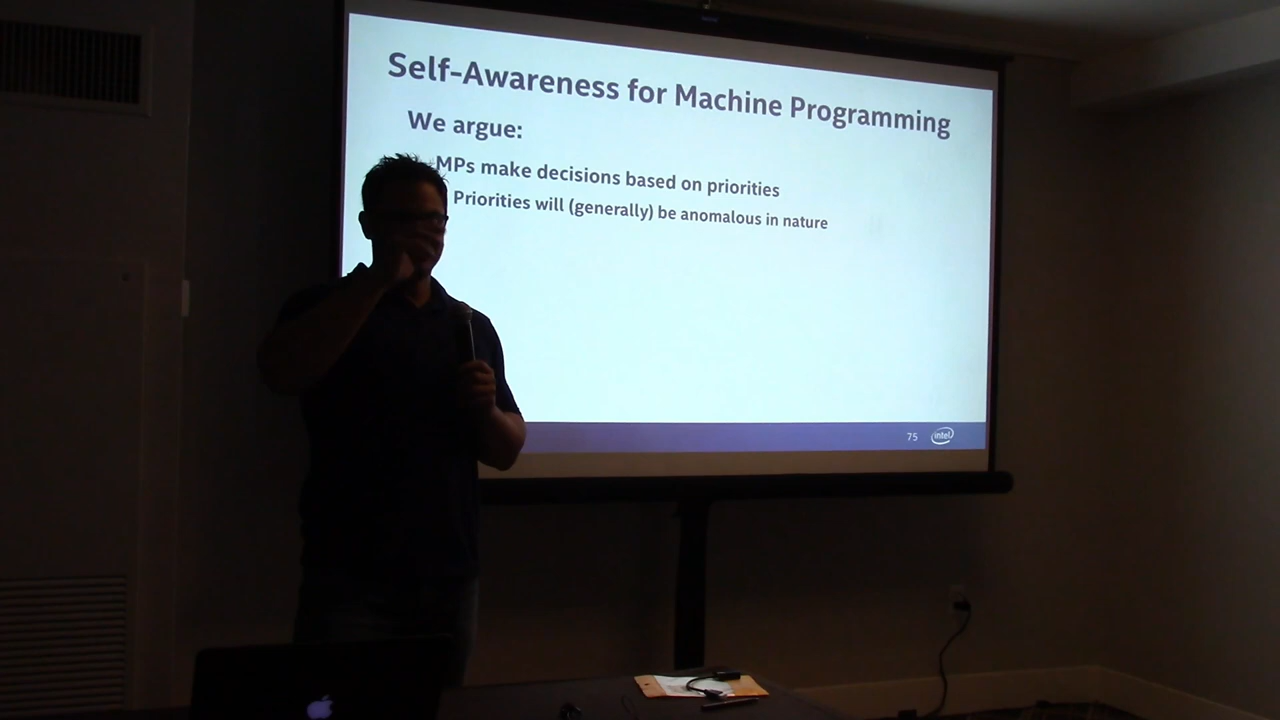 Self-Awareness for Machine Programming
We argue:
MPs make decisions based on priorities
Priorities will (generally) be anomalous in nature
75
intel